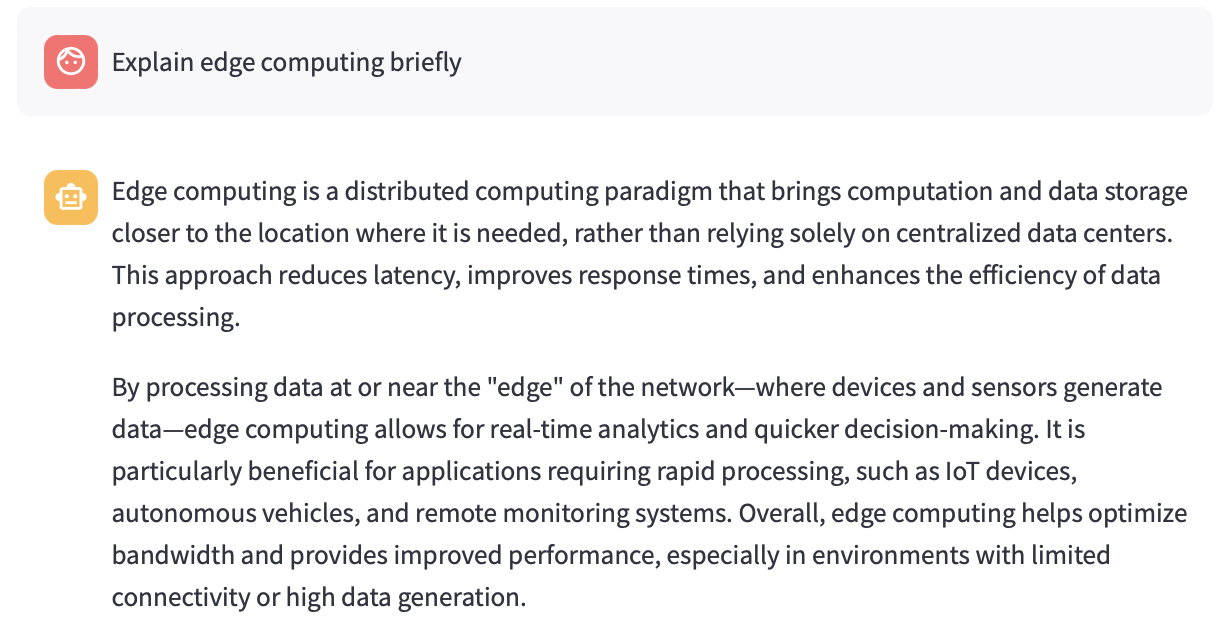 Explain edge computing briefly
Edge computing is a distributed computing paradigm that brings computation and data storage
closer to the location where it is needed, rather than relying solely on centralized data centers.
This approach reduces latency, improves response times, and enhances the efficiency of data
processing.
By processing data at or near the "edge" of the network—where devices and sensors generate
data—edge computing allows for real-time analytics and quicker decision-making. It is
particularly beneficial for applications requiring rapid processing, such as IoT devices,
autonomous vehicles, and remote monitoring systems. Overall, edge computing helps optimize
bandwidth and provides improved performance, especially in environments with limited
connectivity or high data generation.